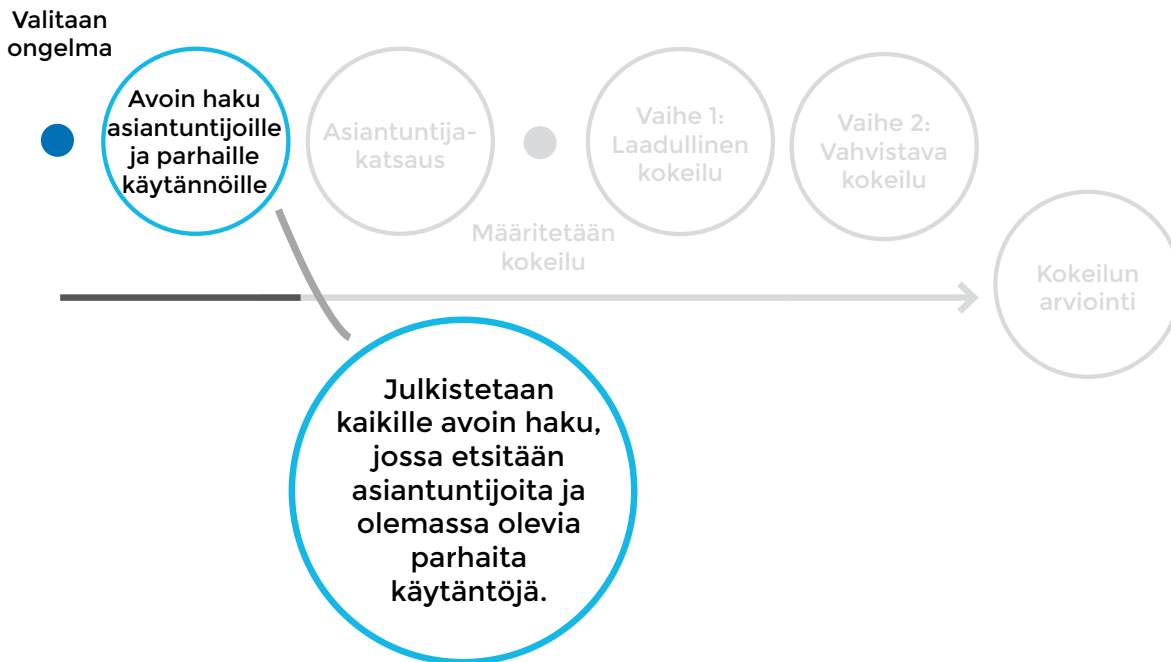 Valitaan
ongelma
Avoin haku
asiantuntijoille
ja parhaille
käytännöille
Asiantuntija-
katsaus
Määritetään
kokeilu
Vaihe 1:
Laadullinen
kokeilu
Vaihe 2:
Vahvistava
kokeilu
Kokeilun
arviointi
Julkistetaan
kaikille avoin haku,
jossa etsitään
asiantuntijoita ja
olemassa olevia
parhaita
käytäntöjä.